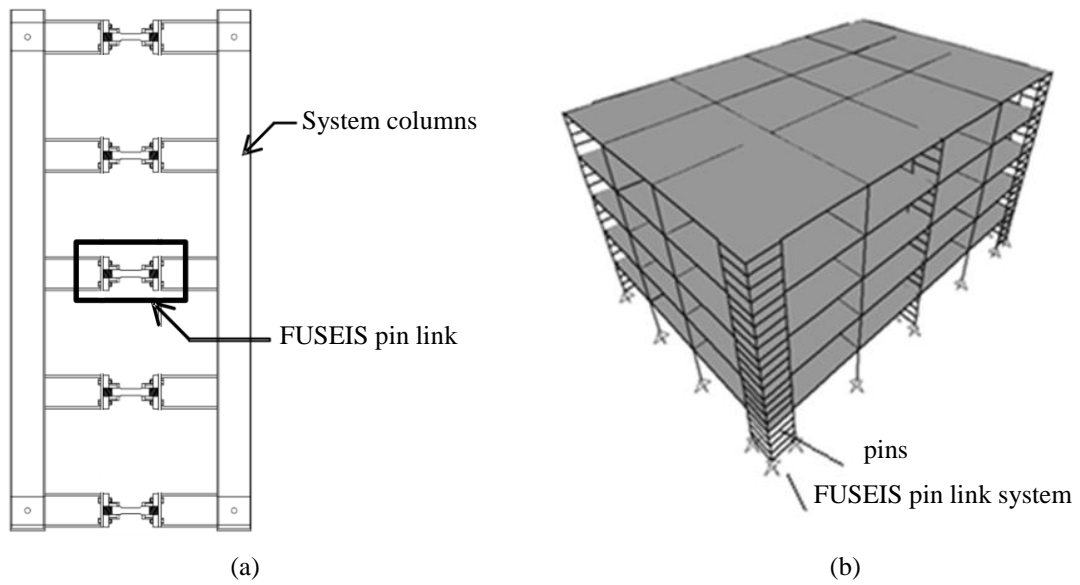 System columns
FUSEIS pin link
pins
FUSEIS pin link system
(a)
(b)